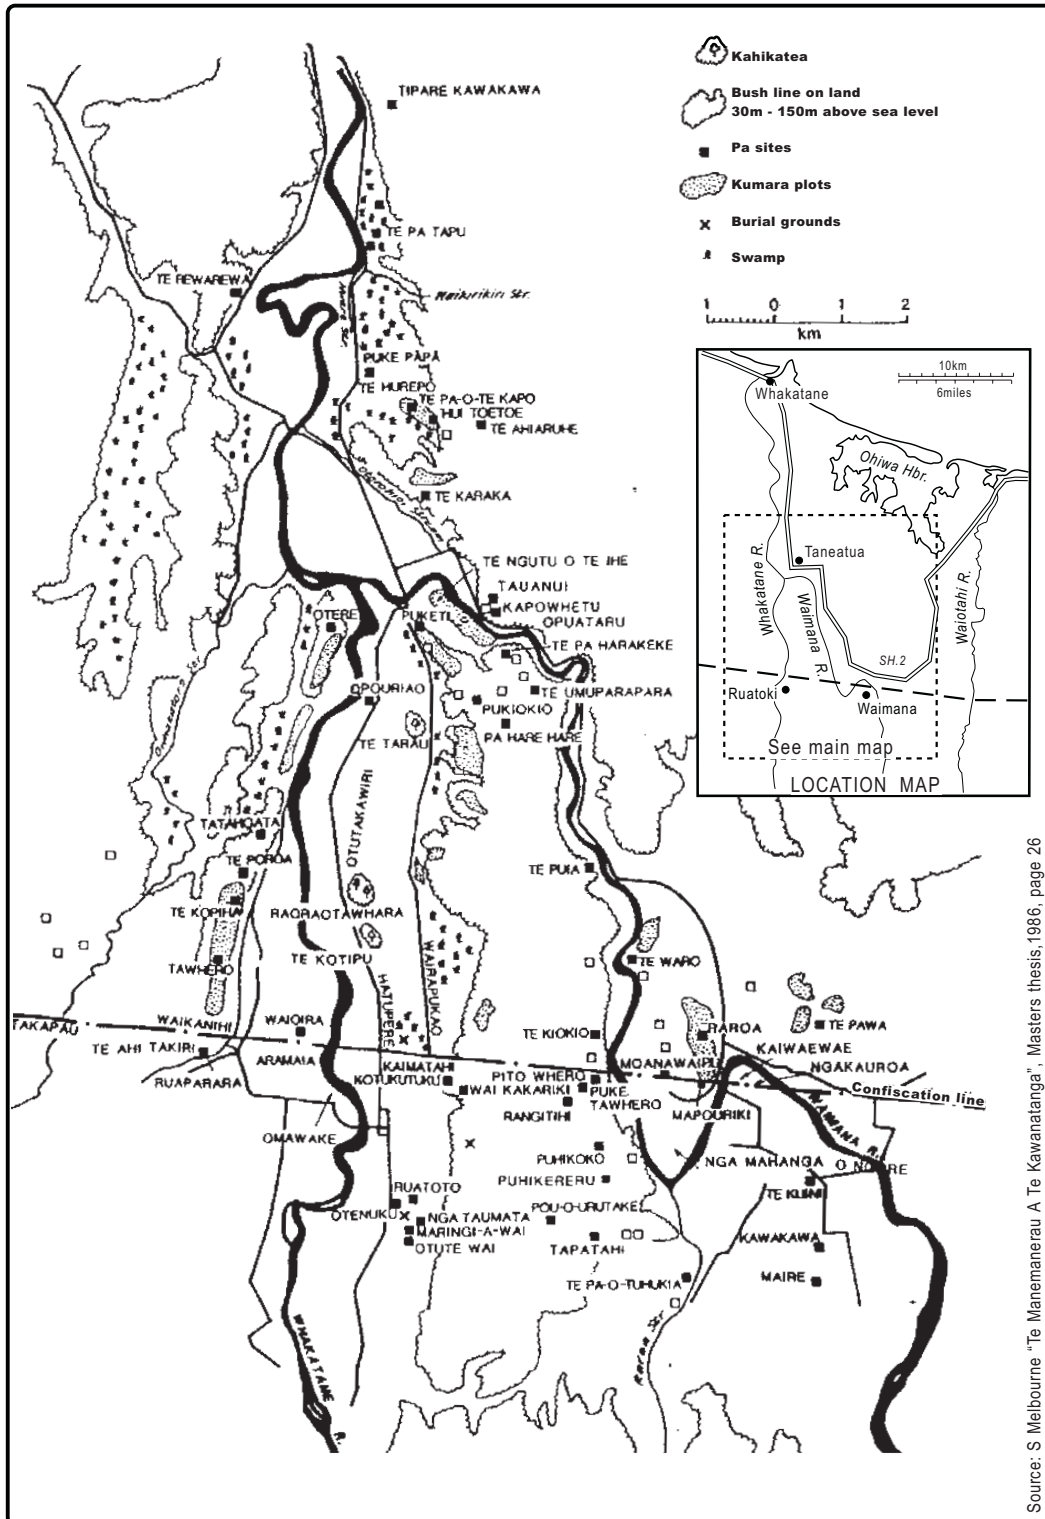 Kahikatea
Bush line on land
30m - 150m above sea level
Pa sites
Kumara plots
Burial grounds
Swamp
1 0 1 2
km
TIPARE KAWAKAWA
TE PA TAPU
TE REWAREWA
Waikirikiri Str.
PUKE PAPA
TE HUREPO
TE PA-O-TE KAPO
HUI TOETOE
TE AHIARUHE
TE KARAKA
TE NGUTU O TE IHE
TAUANUI
KAPOWHETU
OPUATARU
OTERE
PUKETI
TE PA HARAKEKE
OPOURIAO
TE UMUPARAPARA
PUKIOKIO
TE TARAU
PA HARE HARE
OTUTAKAWIRI
TATAHOATA
TE POROA
TE PUIA
TE KOPIHA
RAORAOTAWHARA
WAIRAPUKAO
TE KOTIPU
TAWHERO
TE WARO
HATUPERE
TAKAPAU
WAIKANIHI
WAIOIRA
TE KIOKIO
RAROA
TE PAWA
TE AHI TAKIRI
ARAMAIA
KAIMATAHI
MOANAWAIPU
KAIWAEWAE
NGAKAUROA
RUAPARARA
KOTUKUTUKU
PITO WHERO
WAI KAKARIKI
PUKE
TAWHERO
Confiscation line
RANGITIHI
MAPOURIKI
WAIMANA R.
OMAWAKE
PUHIKOKO
NGA MAHANGA O
PUHIKERERU
TE KUINI
RUATOTO
OTENUKU
POU-O-URUTAKE
NGA TAUMATA
MARINGI-A-WAI
OTUTE WAI
TAPATAHI
KAWAKAWA
TE PA-O-TUHUKIA
MAIRE
WHAKATANE
R.
10km
6miles
Whakatane
Ohiwa Hbr.
Taneatua
Whakatane R.
Waimana R.
Waiotahi R.
SH.2
Ruatoki
Waimana
See main map
LOCATION MAP
Source: S Melbourne "Te Manemanerau A Te Kawanatanga", Masters thesis,1986, page 26